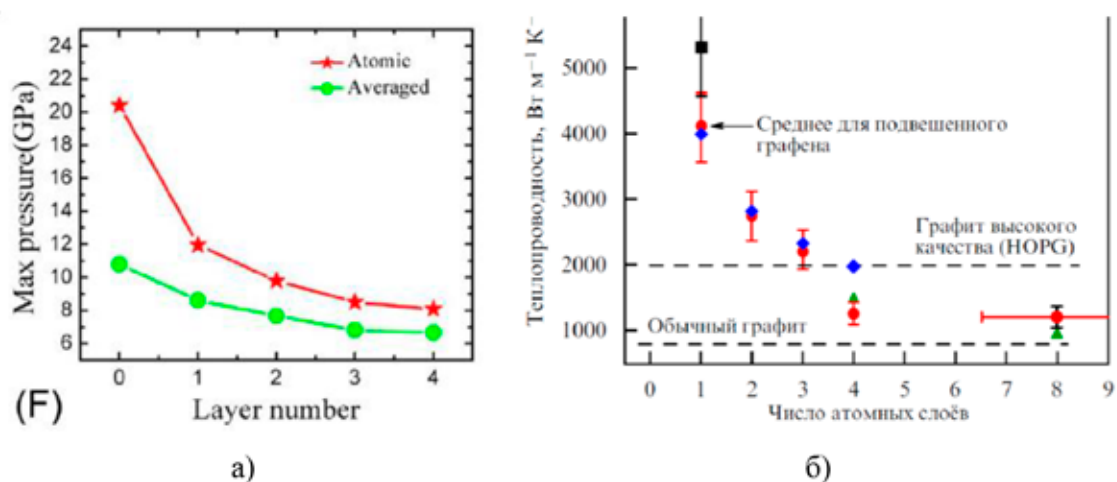 24
22
20
18
16
14
12
10
8
6
Max pressure(GPa)
Atomic
Averaged
0 1 2 3 4
Layer number
(F)
а)
Теплопроводность, Вт м⁻¹ К⁻
5000
4000
3000
2000
1000
Среднее для подвешенного
графена
Графит высокого
качества (HOPG)
Обычный графит
0 1 2 3 4 5 6 7 8 9
Число атомных слоёв
б)